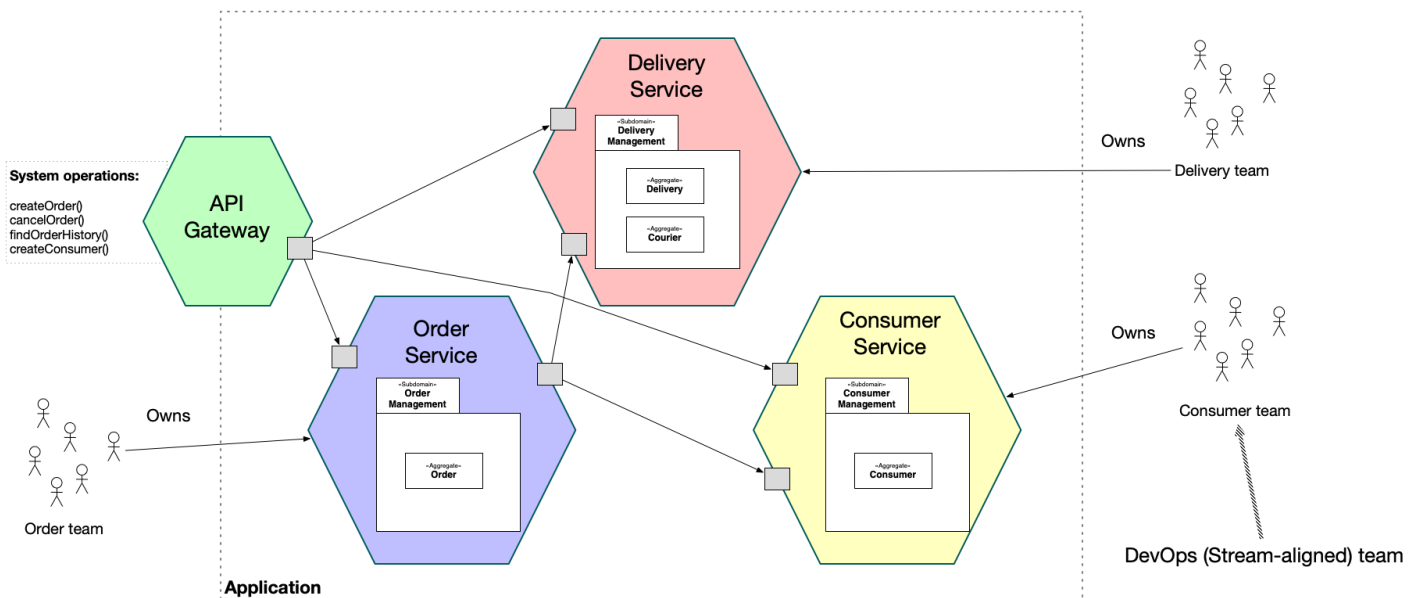 Delivery
Service
«Subdomain»
Delivery
Management
«Aggregate»
Delivery
«Aggregate»
Courier
Owns
Delivery team
System operations:
createOrder()
cancelOrder()
findOrderHistory()
createConsumer()
API
Gateway
Order
Service
«Subdomain»
Order
Management
«Aggregate»
Order
Owns
Order team
Consumer
Service
«Subdomain»
Consumer
Management
«Aggregate»
Consumer
Owns
Consumer team
DevOps (Stream-aligned) team
Application